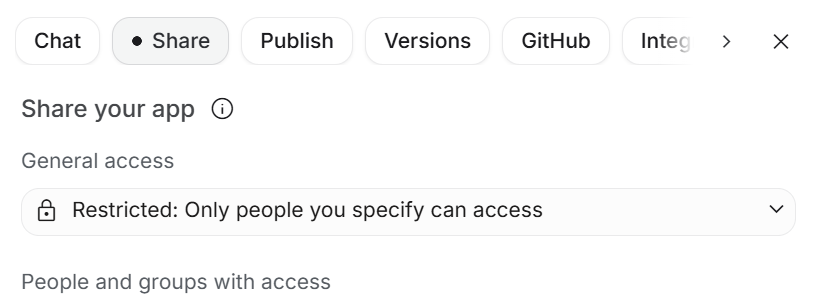 Chat Share Publish Versions GitHub Integ
Share your app
General access
Restricted: Only people you specify can access
People and groups with access